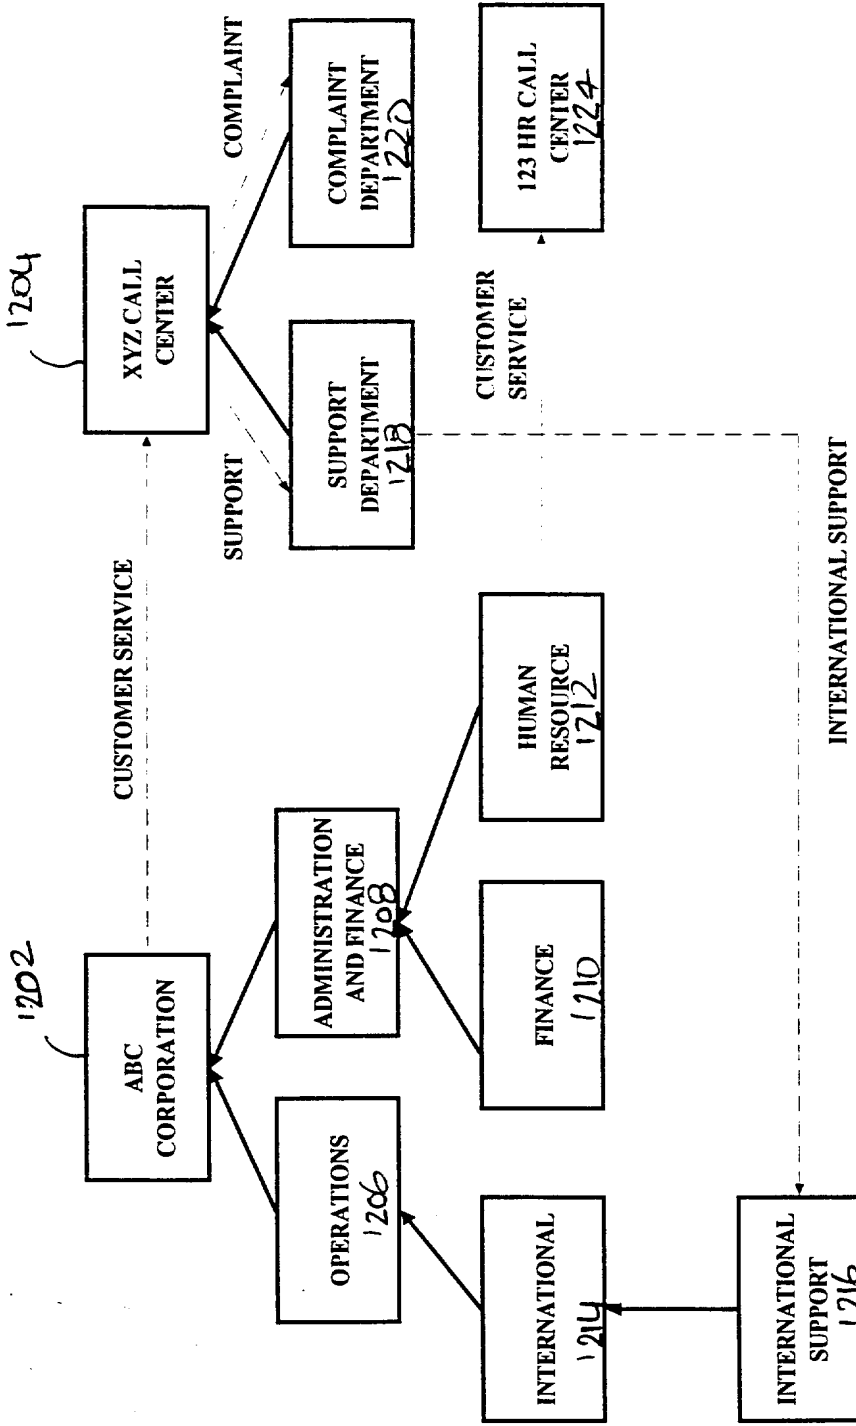 1202
ABC
CORPORATION
CUSTOMER SERVICE
1204
XYZ CALL
CENTER
OPERATIONS
1206
ADMINISTRATION
AND FINANCE
1208
SUPPORT
SUPPORT
DEPARTMENT
1218
COMPLAINT
COMPLAINT
DEPARTMENT
1220
INTERNATIONAL
1214
FINANCE
1210
HUMAN
RESOURCE
1212
CUSTOMER
SERVICE
123 HR CALL
CENTER
1224
INTERNATIONAL
SUPPORT
1216
INTERNATIONAL SUPPORT